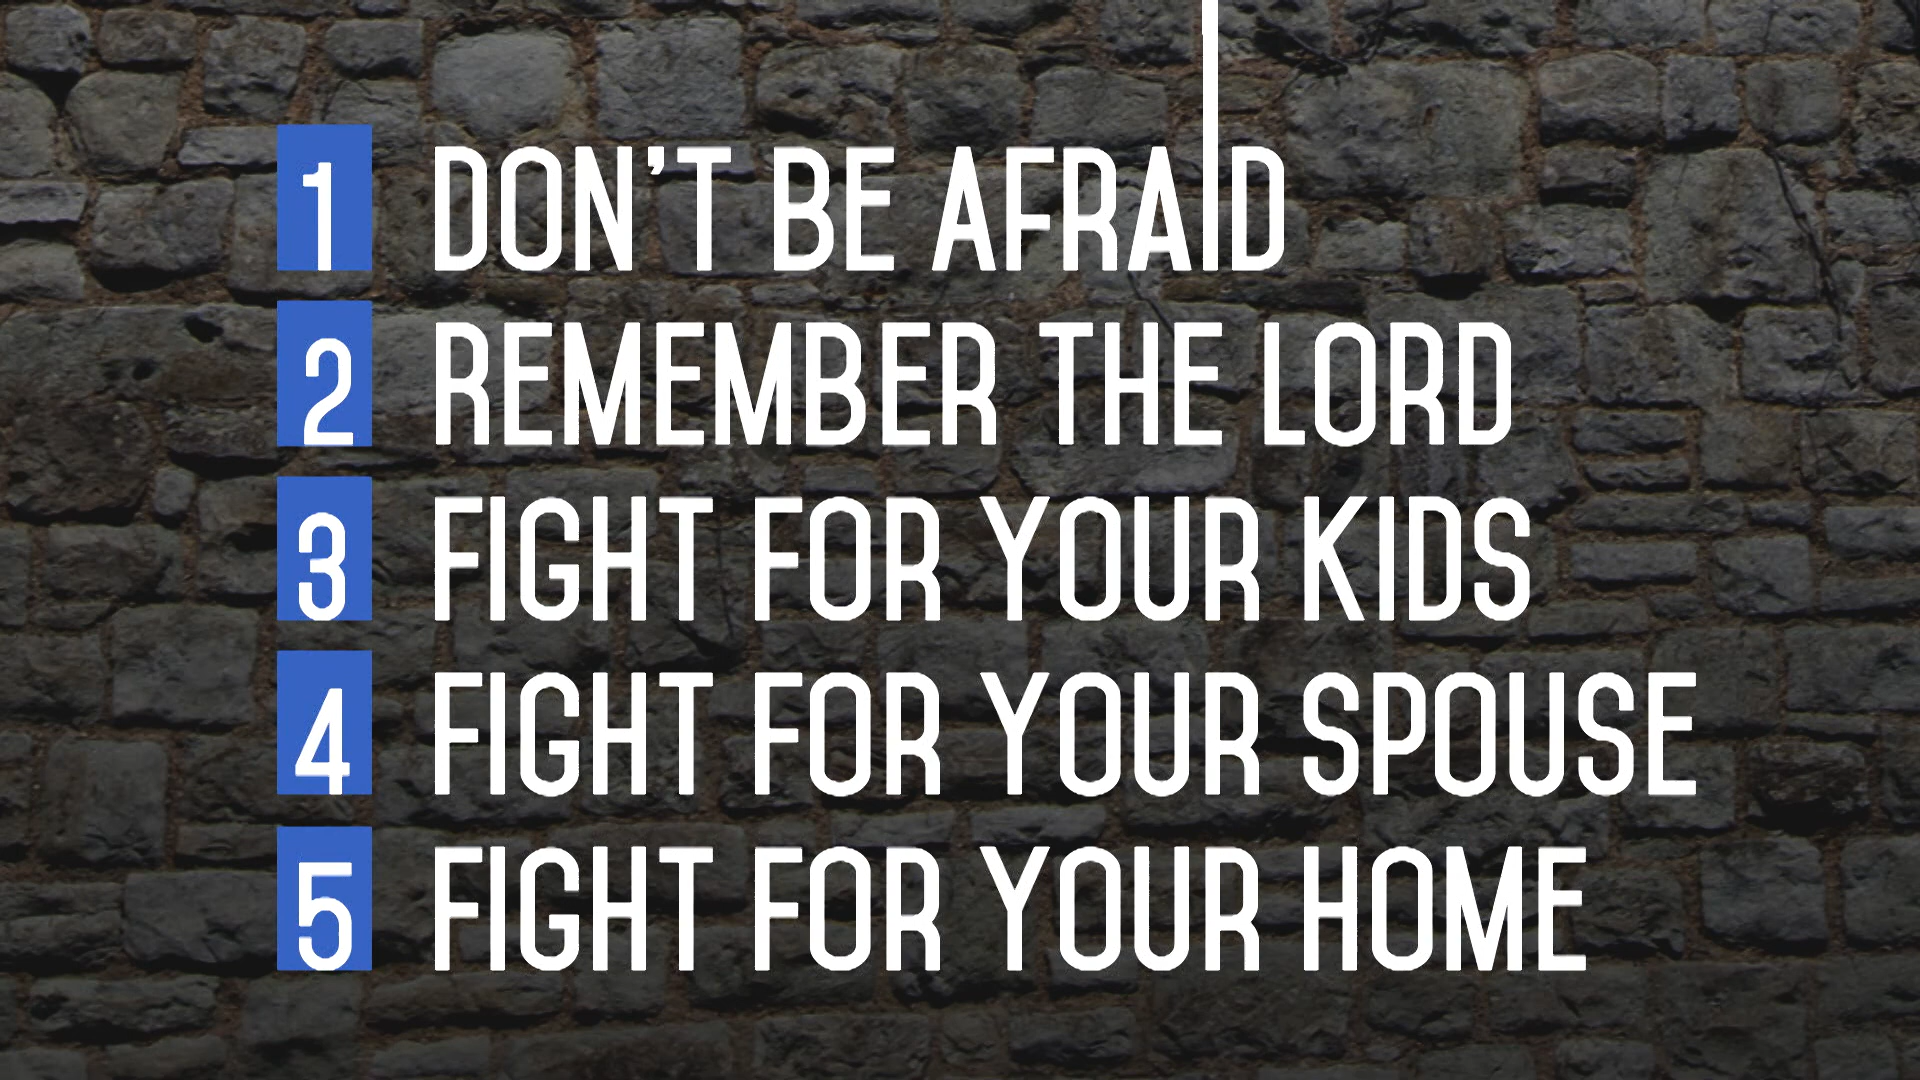 1 DON'T BE AFRAID
2 REMEMBER THE LORD
3 FIGHT FOR YOUR KIDS
4 FIGHT FOR YOUR SPOUSE
5 FIGHT FOR YOUR HOME